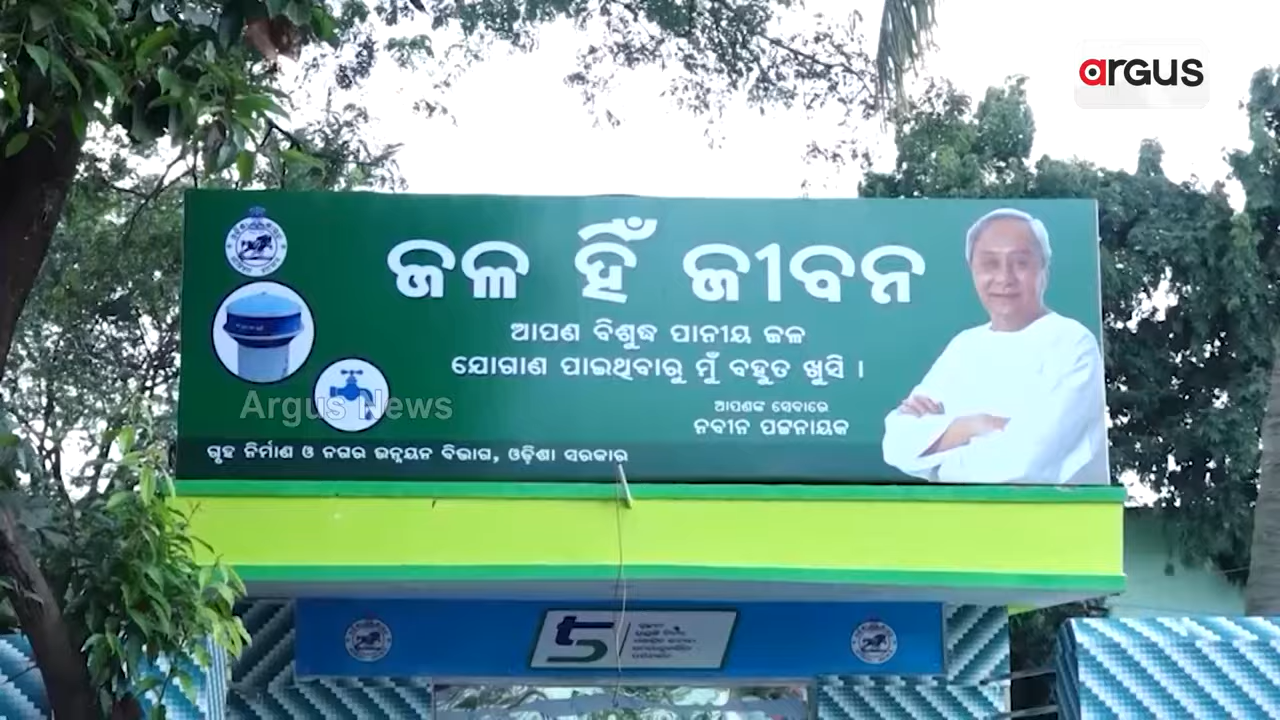 argus
ଜଳ ହିଁ ଜୀବନ
ଆପଣ ବିଶୁଦ୍ଧ ପାନୀୟ ଜଳ
ଯୋଗାଣ ପାଇଥିବାରୁ ମୁଁ ବହୁତ ଖୁସି ।
ଆପଣଙ୍କ ସେବାରେ
ନବୀନ ପଟ୍ଟନାୟକ
Argus News
ଗୃହ ନିର୍ମାଣ ଓ ନଗର ଉନ୍ନୟନ ବିଭାଗ, ଓଡ଼ିଶା ସରକାର
5T